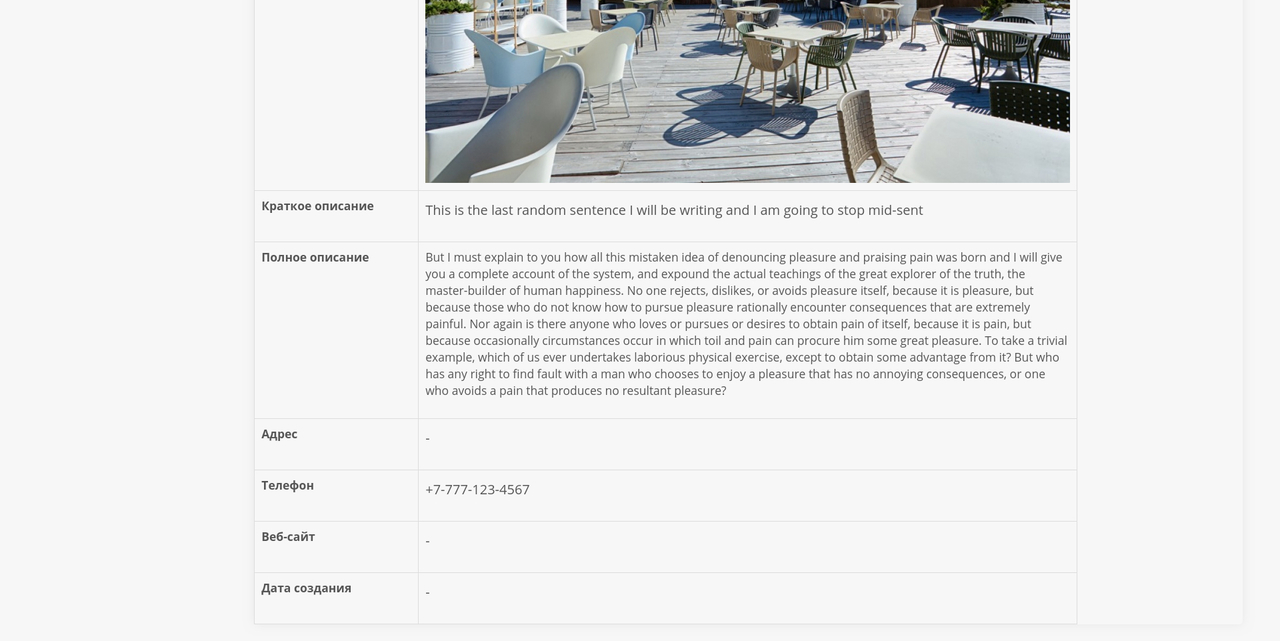 Краткое описание
This is the last random sentence I will be writing and I am going to stop mid-sent
Полное описание
But I must explain to you how all this mistaken idea of denouncing pleasure and praising pain was born and I will give
you a complete account of the system, and expound the actual teachings of the great explorer of the truth, the
master-builder of human happiness. No one rejects, dislikes, or avoids pleasure itself, because it is pleasure, but
because those who do not know how to pursue pleasure rationally encounter consequences that are extremely
painful. Nor again is there anyone who loves or pursues or desires to obtain pain of itself, because it is pain, but
because occasionally circumstances occur in which toil and pain can procure him some great pleasure. To take a trivial
example, which of us ever undertakes laborious physical exercise, except to obtain some advantage from it? But who
has any right to find fault with a man who chooses to enjoy a pleasure that has no annoying consequences, or one
who avoids a pain that produces no resultant pleasure?
Адрес
-
Телефон
+7-777-123-4567
Веб-сайт
-
Дата создания
-